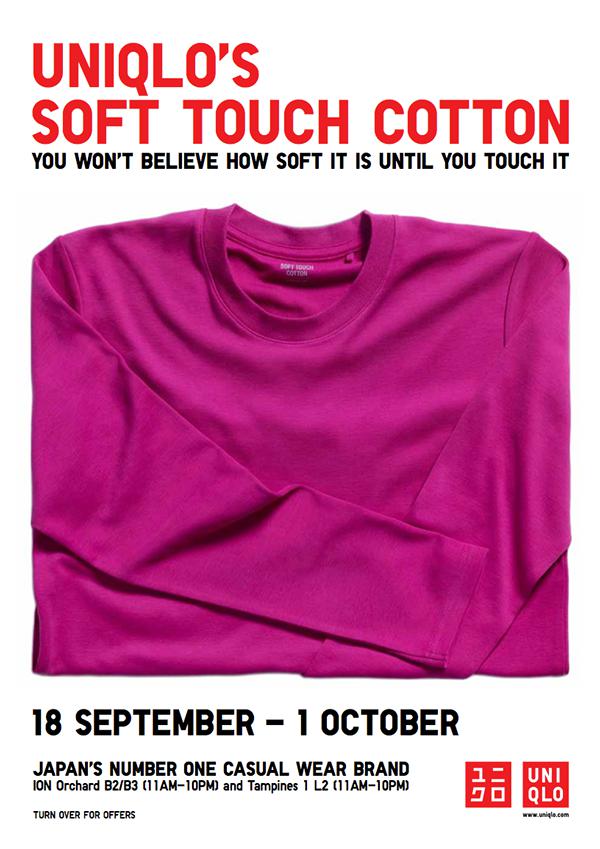 UNIQLO'S
SOFT TOUCH COTTON
YOU WON'T BELIEVE HOW SOFT IT IS UNTIL YOU TOUCH IT
SOFT TOUCH
COTTON
18 SEPTEMBER – 1 OCTOBER
JAPAN'S NUMBER ONE CASUAL WEAR BRAND
ION Orchard B2/B3 (11AM–10PM) and Tampines 1 L2 (11AM–10PM)
TURN OVER FOR OFFERS
ユニ
クロ
UNI
QLO
www.uniqlo.com